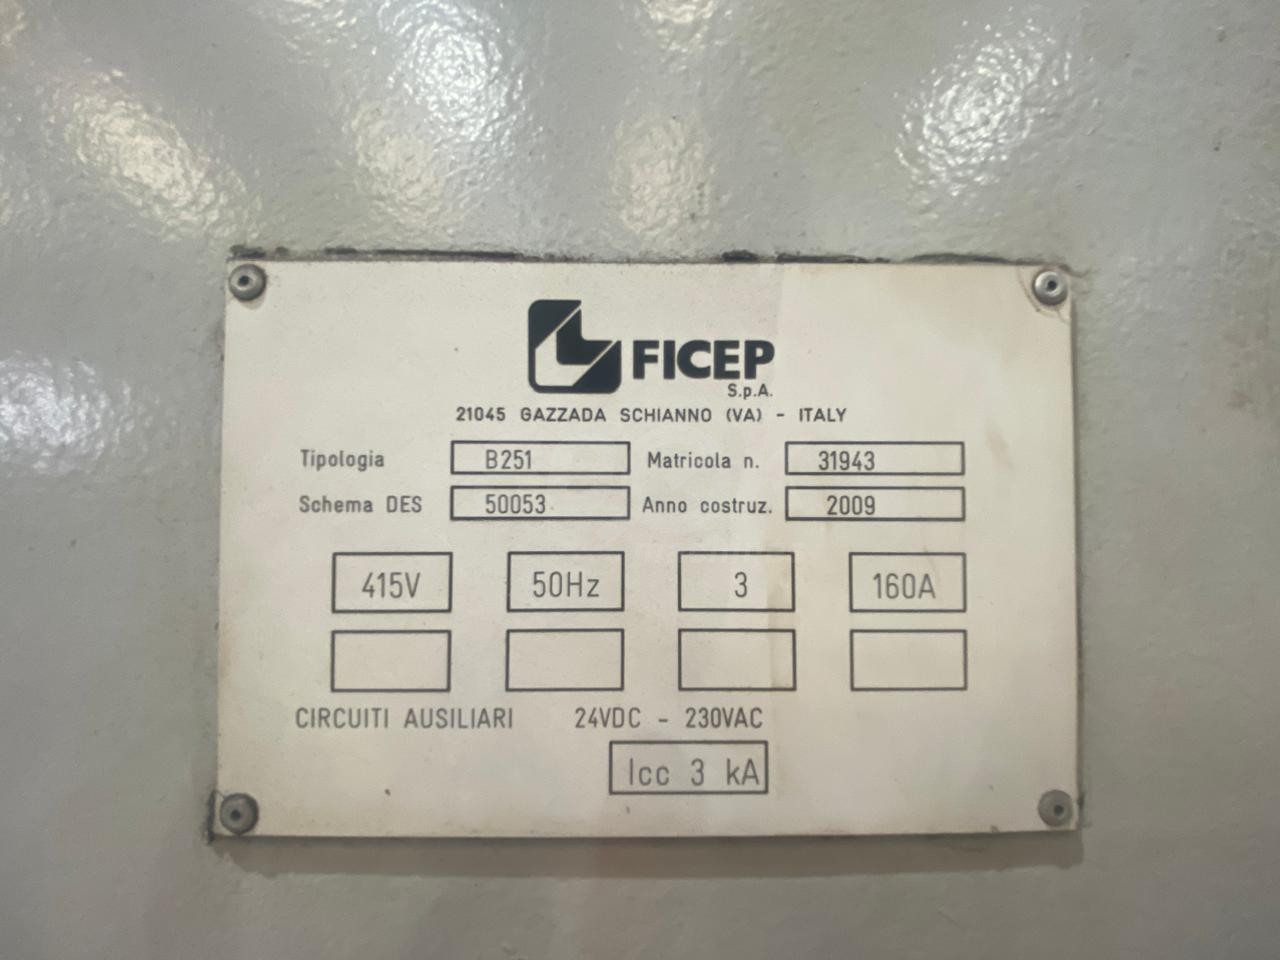 FICEP
S.p.A.
21045 GAZZADA SCHIANNO (VA) - ITALY
Tipologia B251 Matricola n. 31943
Schema DES 50053 Anno costruz. 2009
415V 50Hz 3 160A
CIRCUITI AUSILIARI 24VDC - 230VAC
Icc 3 kA